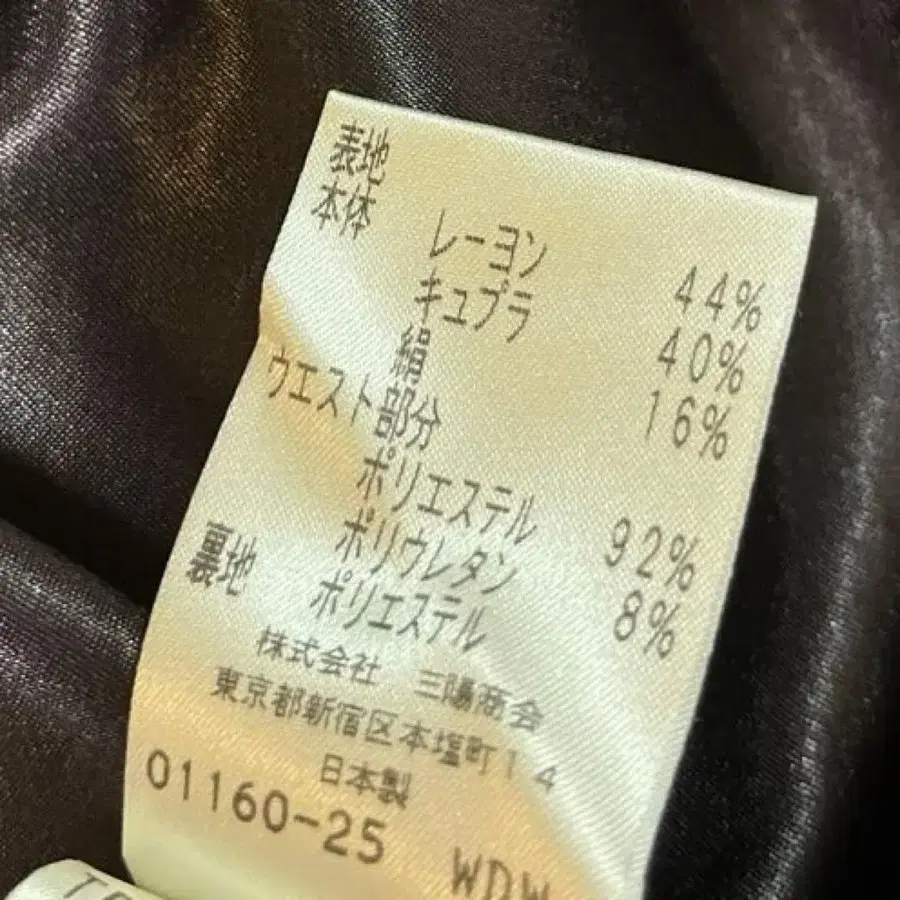 表地
本体
レーヨン 44%
キュプラ 40%
絹 16%
ウエスト部分
ポリエステル 92%
ポリウレタン 8%
裏地 ポリエステル
株式会社 三陽商会
東京都新宿区本塩町14
日本製
01160-25 WDW